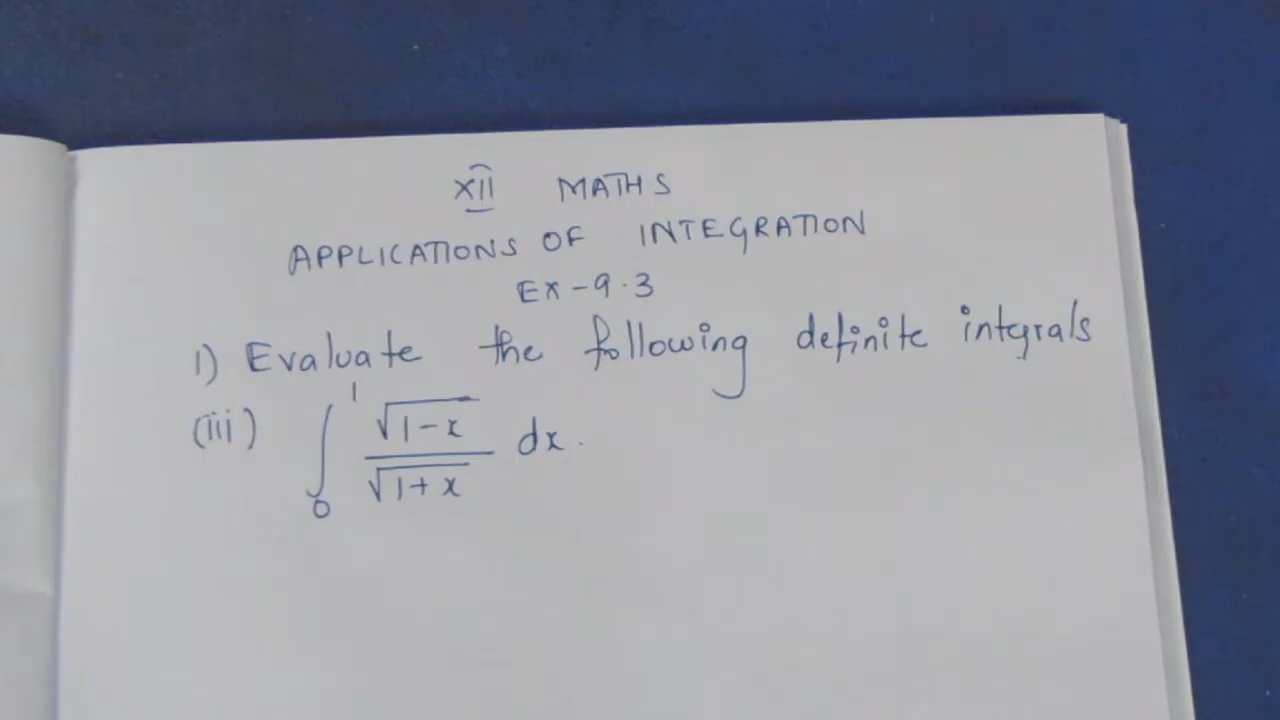 XII MATHS
APPLICATIONS OF INTEGRATION
Ex-9.3
1) Evaluate the following definite integrals
(iii) ∫₀¹ √(1-x) / √(1+x) dx.